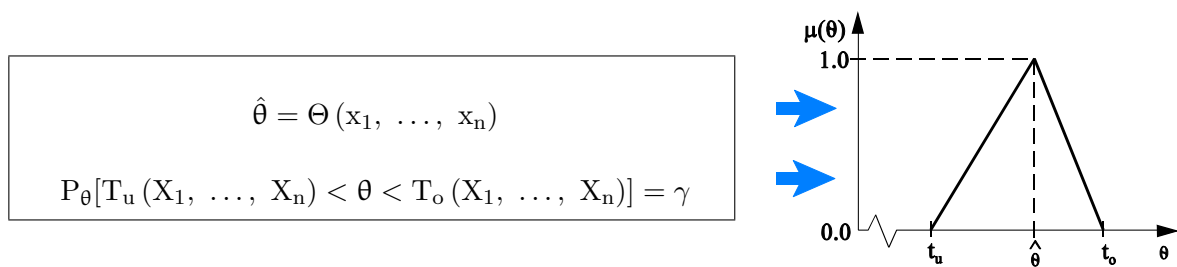 θ̂ = Θ (x₁, …, xₙ)
P_θ[T_u (X₁, …, Xₙ) < θ < T_o (X₁, …, Xₙ)] = γ
μ(θ)
1.0
0.0
t_u
θ̂
t_o
θ